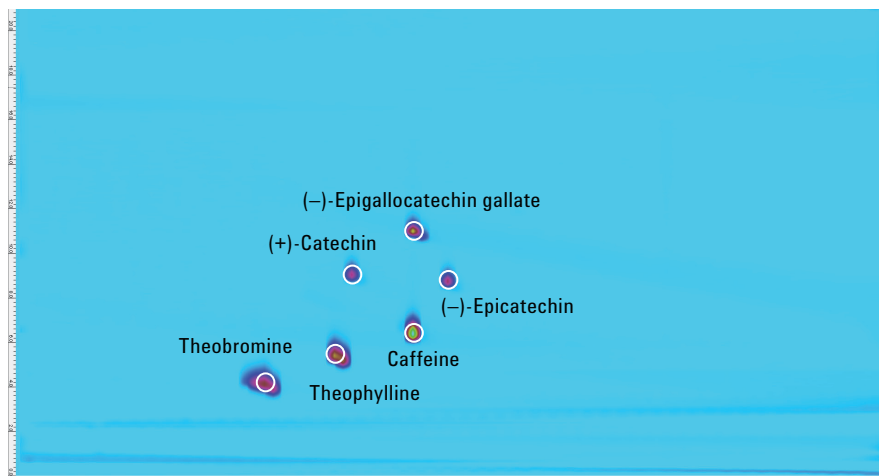 (–)-Epigallocatechin gallate
(+)-Catechin
(–)-Epicatechin
Theobromine
Caffeine
Theophylline